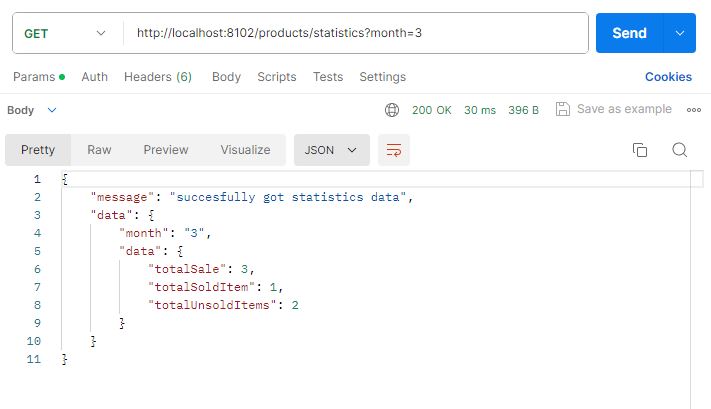 GET http://localhost:8102/products/statistics?month=3 Send
Params Auth Headers (6) Body Scripts Tests Settings Cookies
Body 200 OK 30 ms 396 B Save as example
Pretty Raw Preview Visualize JSON
1 {
2 "message": "succesfully got statistics data",
3 "data": {
4 "month": "3",
5 "data": {
6 "totalSale": 3,
7 "totalSoldItem": 1,
8 "totalUnsoldItems": 2
9 }
10 }
11 }